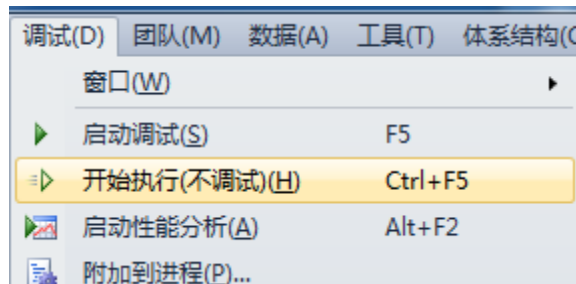 调试(D) 团队(M) 数据(A) 工具(T) 体系结构(C
窗口(W)
启动调试(S) F5
开始执行(不调试)(H) Ctrl+F5
启动性能分析(A) Alt+F2
附加到进程(P)...